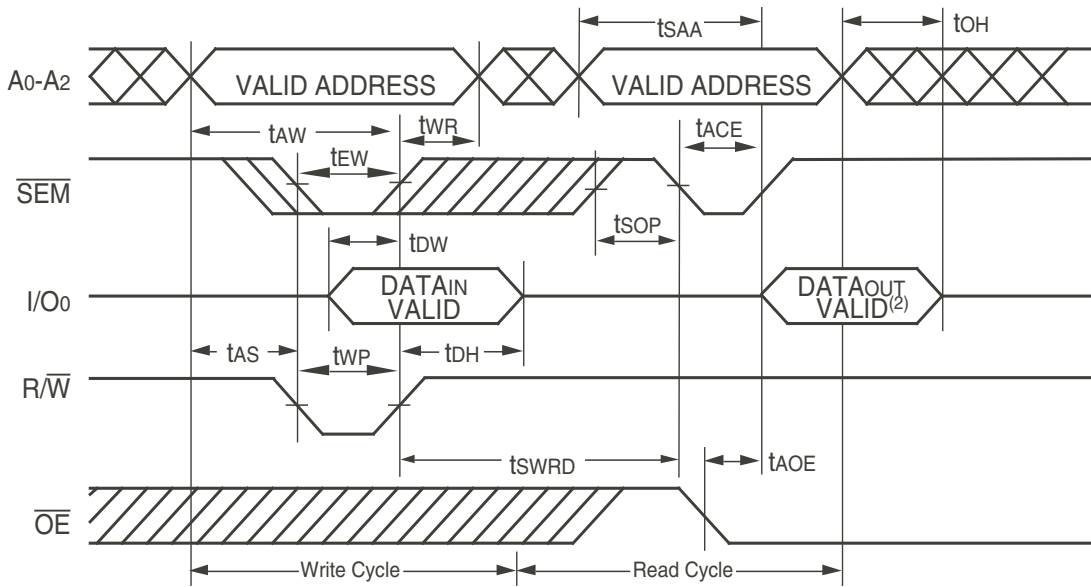 tSAA
tOH
A0-A2
VALID ADDRESS
VALID ADDRESS
tAW
tWR
tACE
tEW
SEM
tSOP
tDW
I/O0
DATAIN
VALID
DATAOUT
VALID(2)
tAS
tWP
tDH
R/W
tSWRD
tAOE
OE
Write Cycle
Read Cycle